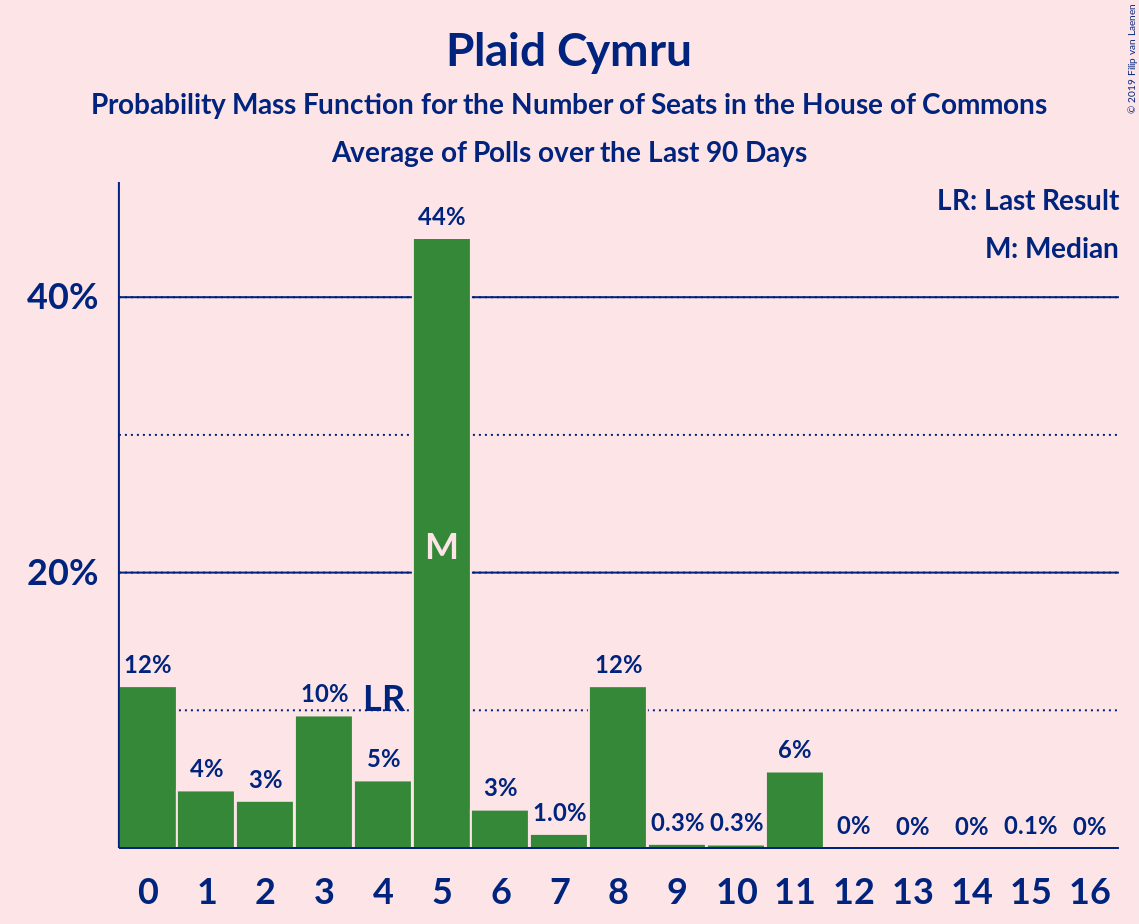 Plaid Cymru
Probability Mass Function for the Number of Seats in the House of Commons
Average of Polls over the Last 90 Days
© 2019 Filip van Laenen
LR: Last Result
M: Median
40%
20%
12%
4%
3%
10%
LR
5%
44%
M
3%
1.0%
12%
0.3%
0.3%
6%
0%
0%
0%
0.1%
0%
0 1 2 3 4 5 6 7 8 9 10 11 12 13 14 15 16